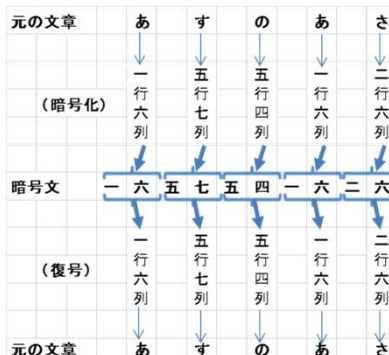 元の文章 あ す の あ さ
(暗号化) 一行六列 五行七列 五行四列 一行六列 二行六列
暗号文 一 六 五 七 五 四 一 六 二 六
(復号) 一行六列 五行七列 五行四列 一行六列 二行六列
元の文章 あ す の あ さ